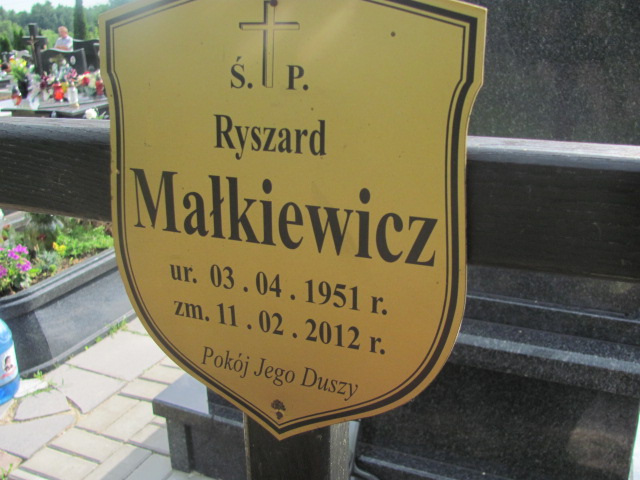 Ś. P.
Ryszard
Małkiewicz
ur. 03.04.1951 r.
zm. 11.02.2012 r.
Pokój Jego Duszy